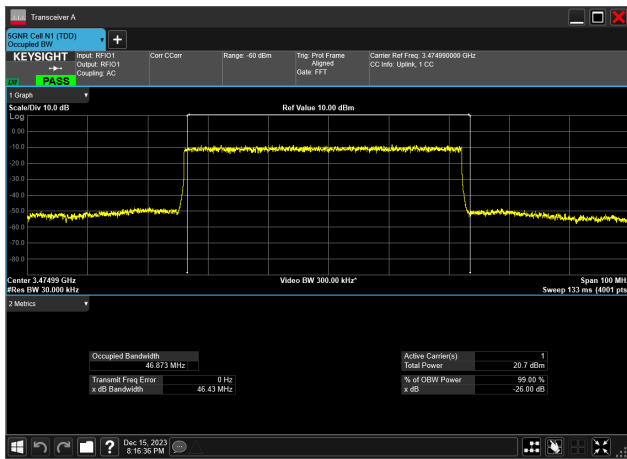 Transceiver A
5GNR Cell N1 (TDD)
Occupied BW
KEYSIGHT
Input: RFIO1
Output: RFIO1
Coupling: AC
Corr CCorr
Range: -60 dBm
Trig: Prot Frame
Aligned
Gate: FFT
Carrier Ref Freq: 3.474990000 GHz
CC Info: Uplink, 1 CC
PASS
1 Graph
Scale/Div 10.0 dB
Ref Value 10.00 dBm
Log
0.00
-10.0
-20.0
-30.0
-40.0
-50.0
-60.0
-70.0
-80.0
Center 3.47499 GHz
Video BW 300.00 kHz*
Span 100 MH
#Res BW 30.000 kHz
Sweep 133 ms (4001 pts
2 Metrics
Occupied Bandwidth
46.873 MHz
Transmit Freq Error 0 Hz
x dB Bandwidth 46.43 MHz
Active Carrier(s) 1
Total Power 20.7 dBm
% of OBW Power 99.00 %
x dB -26.00 dB
Dec 15, 2023
8:16:36 PM